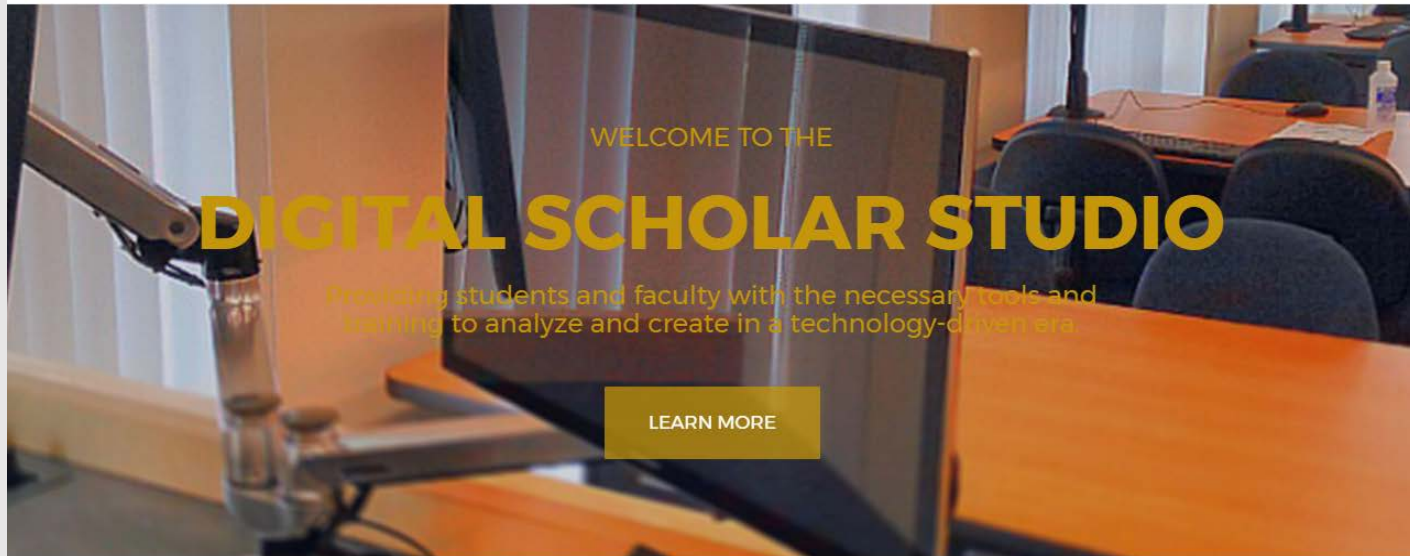 WELCOME TO THE
DIGITAL SCHOLAR STUDIO
Providing students and faculty with the necessary tools and
training to analyze and create in a technology-driven era.
LEARN MORE